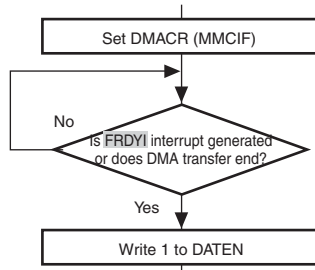 Set DMACR (MMCIF)
No
Is FRDYI interrupt generated
or does DMA transfer end?
Yes
Write 1 to DATEN